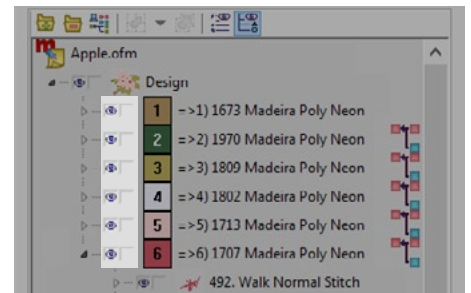 Apple.ofm
Design
1 =>1) 1673 Madeira Poly Neon
2 =>2) 1970 Madeira Poly Neon
3 =>3) 1809 Madeira Poly Neon
4 =>4) 1802 Madeira Poly Neon
5 =>5) 1713 Madeira Poly Neon
6 =>6) 1707 Madeira Poly Neon
492. Walk Normal Stitch